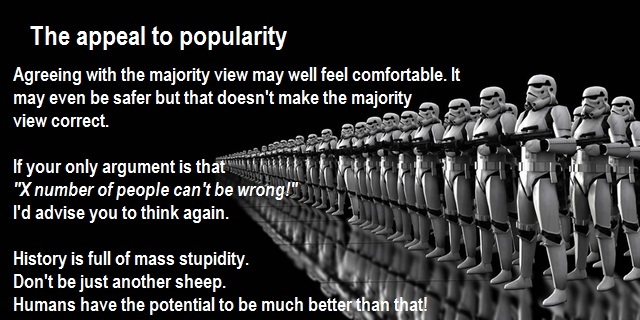 The appeal to popularity
Agreeing with the majority view may well feel comfortable. It
may even be safer but that doesn't make the majority
view correct.
If your only argument is that
"X number of people can't be wrong!"
I'd advise you to think again.
History is full of mass stupidity.
Don't be just another sheep.
Humans have the potential to be much better than that!